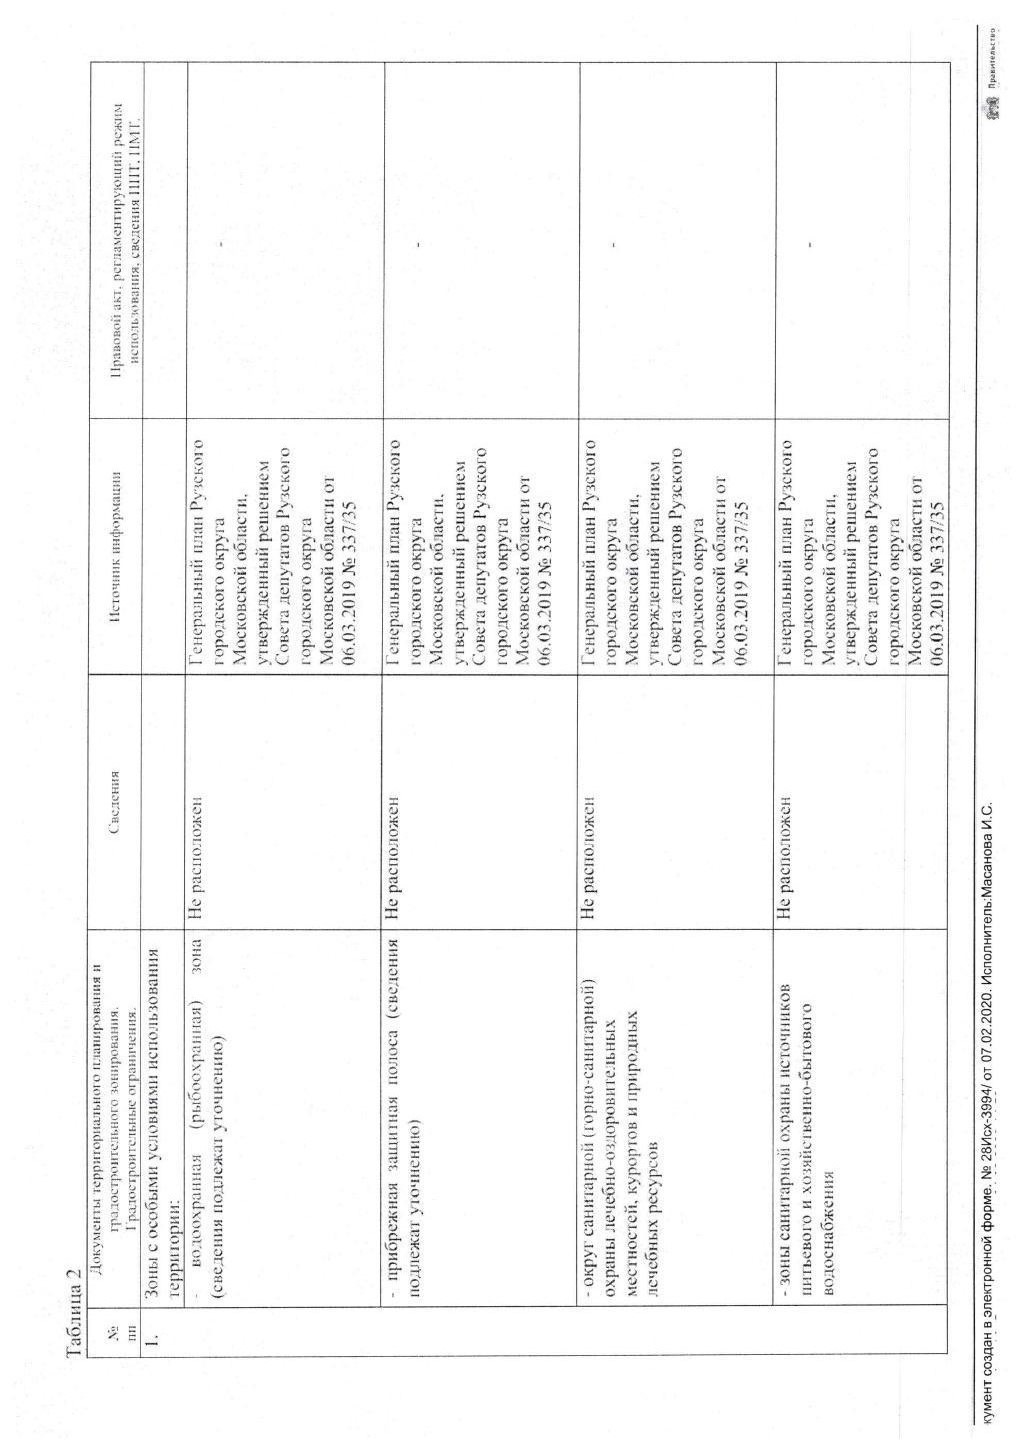 Таблица 2
№
пп
Документы территориального планирования и
градостроительного зонирования.
Градостроительные ограничения.
Сведения
Источник информации
Правовой акт, регламентирующий режим
использования, сведения ППТ, ПМТ.
1.
Зоны с особыми условиями использования
территории:
- водоохранная (рыбоохранная) зона
(сведения подлежат уточнению)
Не расположен
Генеральный план Рузского
городского округа
Московской области,
утвержденный решением
Совета депутатов Рузского
городского округа
Московской области от
06.03.2019 № 337/35
-
- прибрежная защитная полоса (сведения
подлежат уточнению)
Не расположен
Генеральный план Рузского
городского округа
Московской области,
утвержденный решением
Совета депутатов Рузского
городского округа
Московской области от
06.03.2019 № 337/35
-
- округ санитарной (горно-санитарной)
охраны лечебно-оздоровительных
местностей, курортов и природных
лечебных ресурсов
Не расположен
Генеральный план Рузского
городского округа
Московской области,
утвержденный решением
Совета депутатов Рузского
городского округа
Московской области от
06.03.2019 № 337/35
-
- зоны санитарной охраны источников
питьевого и хозяйственно-бытового
водоснабжения
Не расположен
Генеральный план Рузского
городского округа
Московской области,
утвержденный решением
Совета депутатов Рузского
городского округа
Московской области от
06.03.2019 № 337/35
-
кумент создан в электронной форме. № 28Исх-3994/ от 07.02.2020. Исполнитель:Масанова И.С.
Правительство